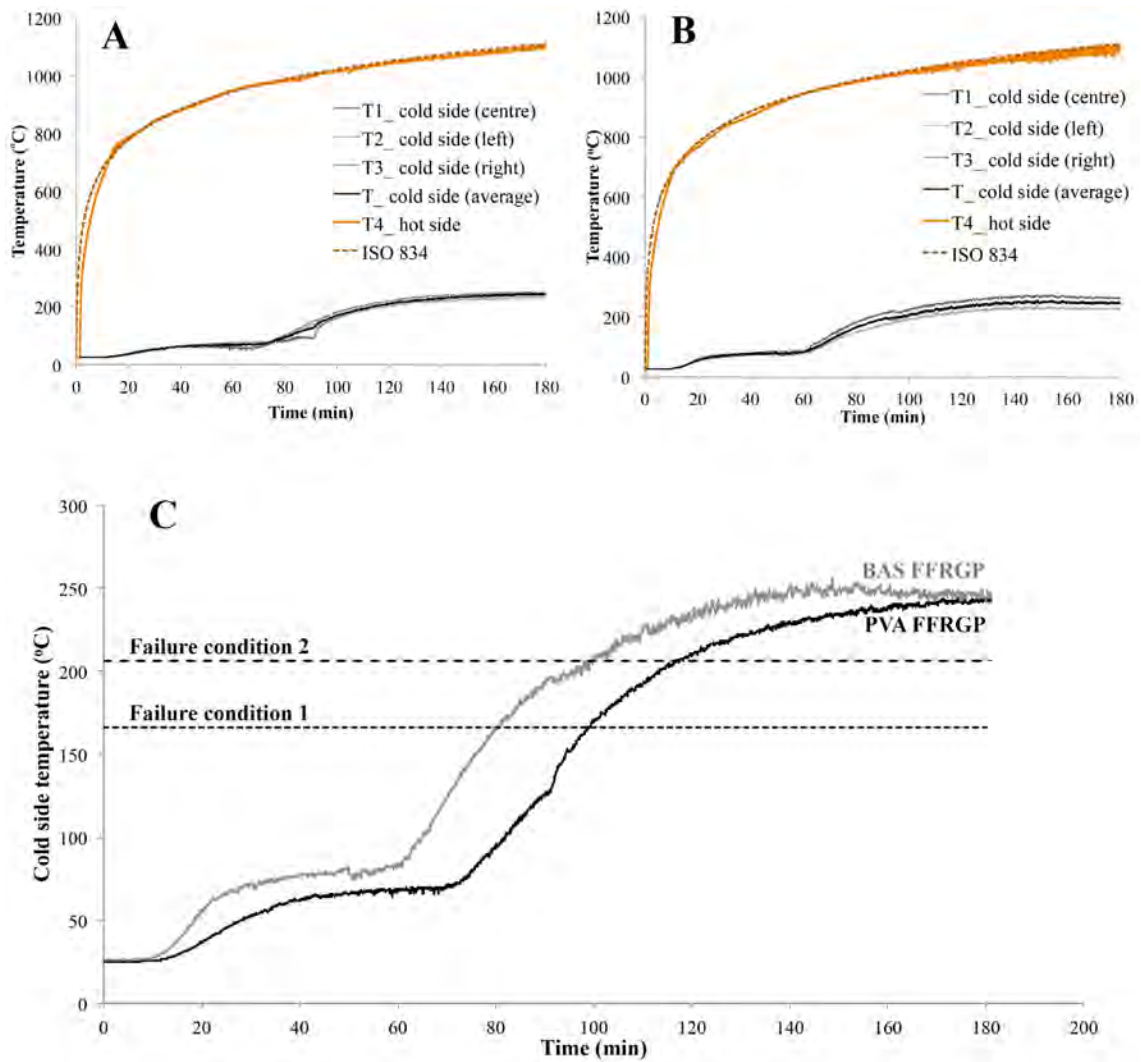 A
1200
1000
800
600
400
200
0
Temperature (°C)
T1_ cold side (centre)
T2_ cold side (left)
T3_ cold side (right)
T_ cold side (average)
T4_ hot side
ISO 834
0 20 40 60 80 100 120 140 160 180
Time (min)
B
1200
1000
800
600
400
200
0
Temperature (°C)
T1_ cold side (centre)
T2_ cold side (left)
T3_ cold side (right)
T_ cold side (average)
T4_ hot side
ISO 834
0 20 40 60 80 100 120 140 160 180
Time (min)
C
300
250
200
150
100
50
0
Cold side temperature (°C)
BAS FFRGP
PVA FFRGP
Failure condition 2
Failure condition 1
0 20 40 60 80 100 120 140 160 180 200
Time (min)